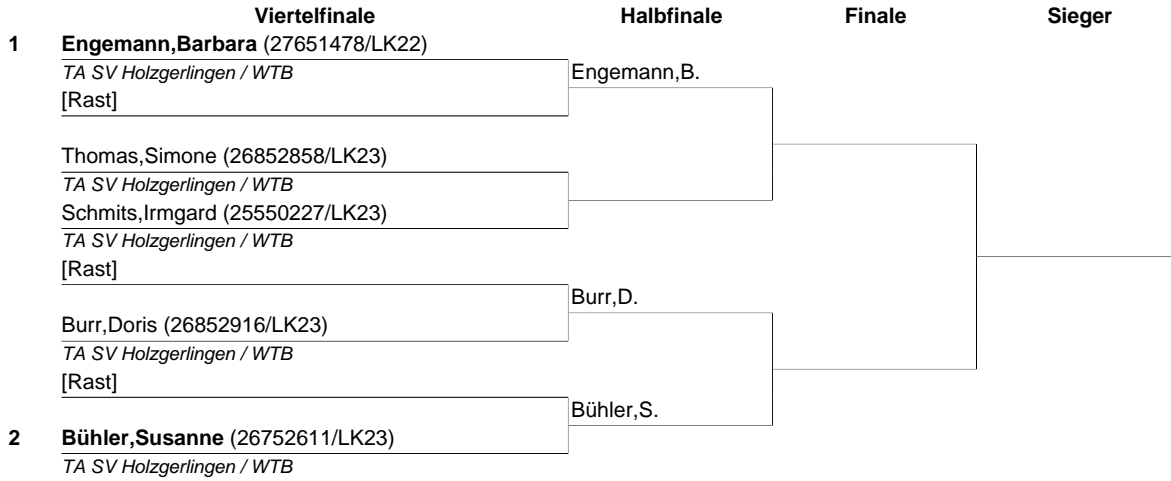 Viertelfinale Halbfinale Finale Sieger
1 Engemann,Barbara (27651478/LK22)
TA SV Holzgerlingen / WTB
Engemann,B.
[Rast]
Thomas,Simone (26852858/LK23)
TA SV Holzgerlingen / WTB
Schmits,Irmgard (25550227/LK23)
TA SV Holzgerlingen / WTB
[Rast]
Burr,D.
Burr,Doris (26852916/LK23)
TA SV Holzgerlingen / WTB
[Rast]
Bühler,S.
2 Bühler,Susanne (26752611/LK23)
TA SV Holzgerlingen / WTB